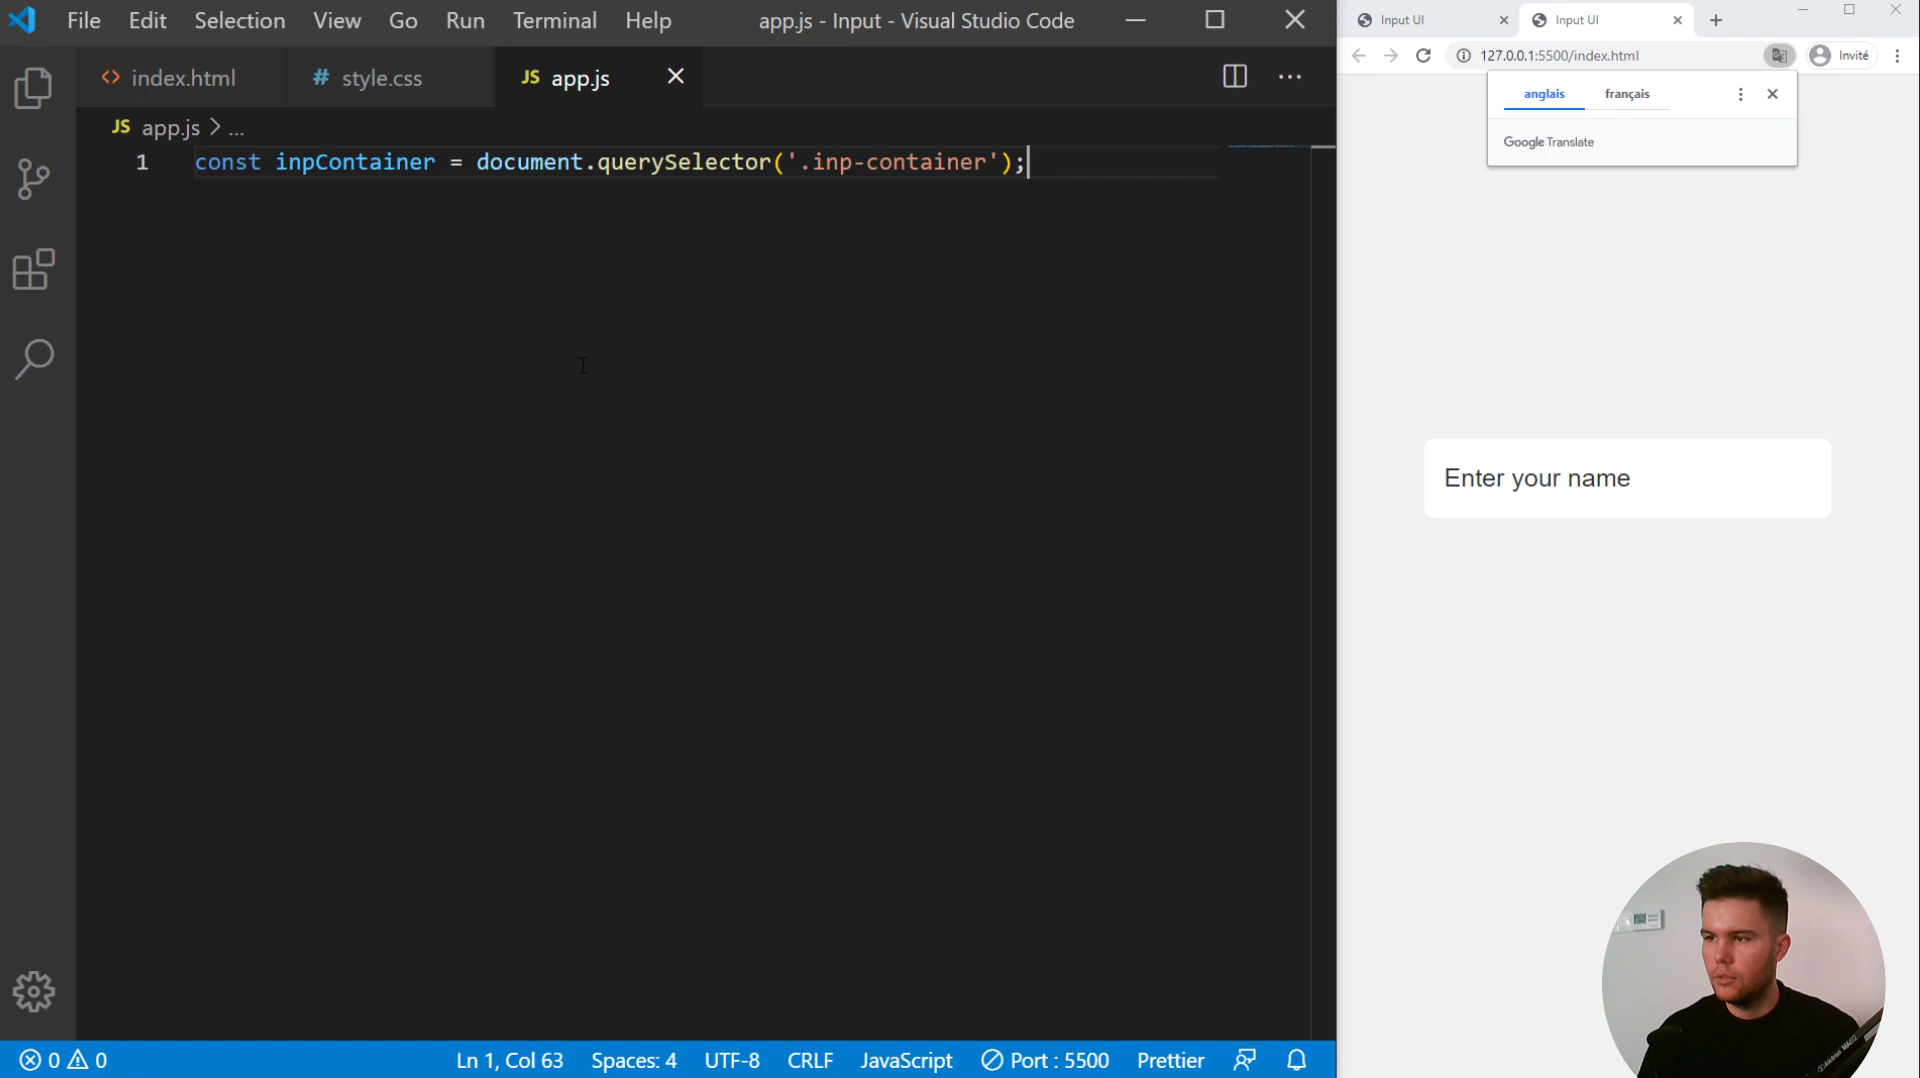 File Edit Selection View Go Run Terminal Help app.js - Input - Visual Studio Code
index.html
# style.css
JS app.js
JS app.js > ...
1 const inpContainer = document.querySelector('.inp-container');
0 0 Ln 1, Col 63 Spaces: 4 UTF-8 CRLF JavaScript Port : 5500 Prettier
Input UI
Input UI
127.0.0.1:5500/index.html
Invité
anglais français
Google Translate
Enter your name